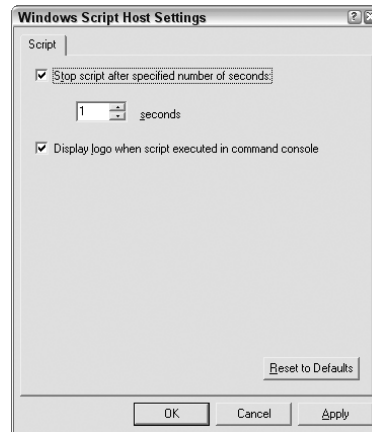 Windows Script Host Settings
Script
Stop script after specified number of seconds:
1
seconds
Display logo when script executed in command console
Reset to Defaults
OK
Cancel
Apply